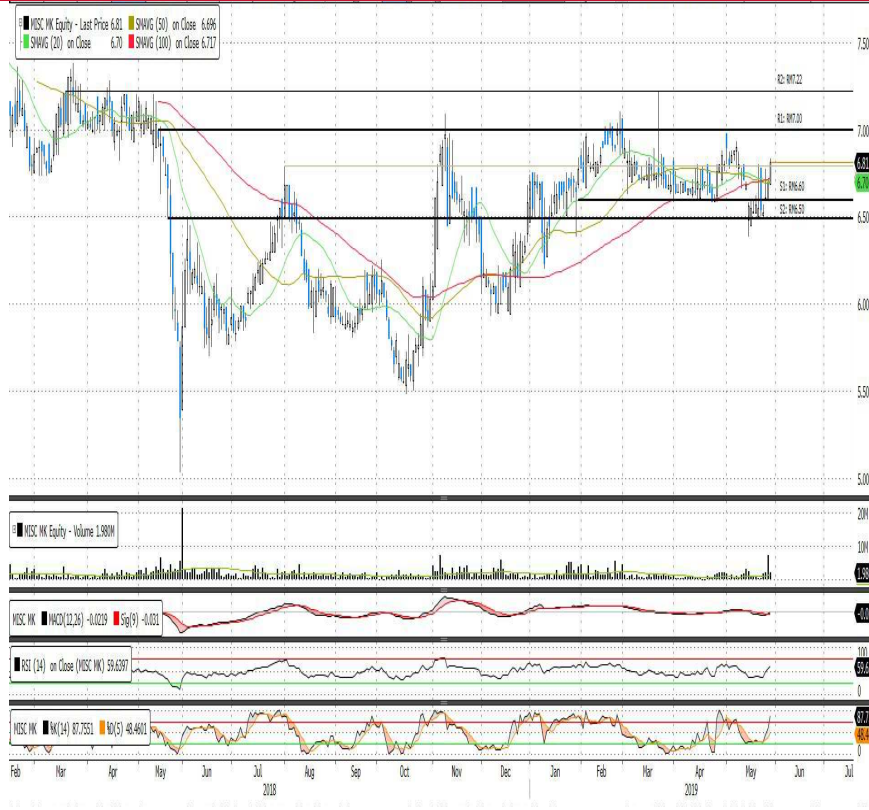 MISC MK Equity - Last Price 6.81 SMAVG (50) on Close 6.696
SMAVG (20) on Close 6.70 SMAVG (100) on Close 6.717
7.50
R2: RM7.22
R1: RM7.00
7.00
6.81
6.70
S1: RM6.60
S2: RM6.50
6.50
6.00
5.50
5.00
MISC MK Equity - Volume 1.980M
20M
10M
1.98
MISC MK MACD(12,26) -0.0219 Sig(9) -0.031
-0.0
RSI (14) on Close (MISC MK) 59.6397
100
59.6
0
MISC MK %K(14) 87.7551 %D(5) 48.4601
87.7
48.4
0
Feb Mar Apr May Jun Jul Aug Sep Oct Nov Dec Jan Feb Mar Apr May Jun Jul
2018 2019